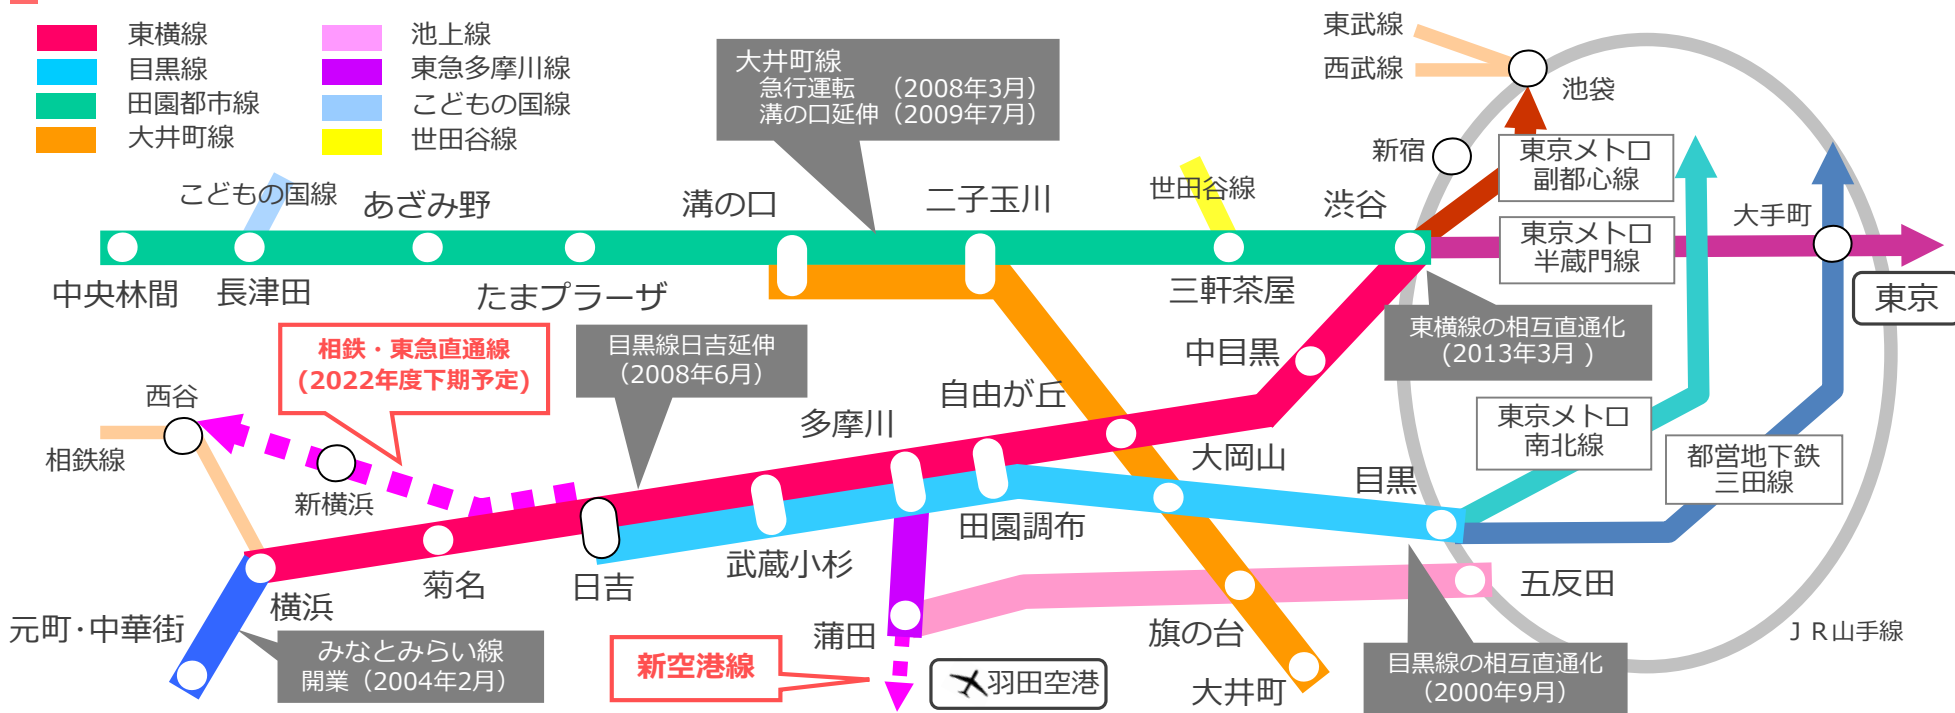 東横線
目黒線
田園都市線
大井町線
池上線
東急多摩川線
こどもの国線
世田谷線
大井町線
急行運転 （2008年3月）
溝の口延伸（2009年7月）
東武線
西武線
池袋
新宿
東京メトロ
副都心線
大手町
東京メトロ
半蔵門線
東京
こどもの国線
あざみ野
溝の口
二子玉川
世田谷線
渋谷
中央林間
長津田
たまプラーザ
三軒茶屋
相鉄・東急直通線
(2022年度下期予定)
目黒線日吉延伸
（2008年6月）
東横線の相互直通化
(2013年3月 )
中目黒
自由が丘
多摩川
大岡山
目黒
東京メトロ
南北線
都営地下鉄
三田線
西谷
相鉄線
新横浜
田園調布
武蔵小杉
日吉
菊名
横浜
元町･中華街
みなとみらい線
開業（2004年2月）
蒲田
新空港線
羽田空港
旗の台
大井町
五反田
目黒線の相互直通化
（2000年9月）
ＪＲ山手線